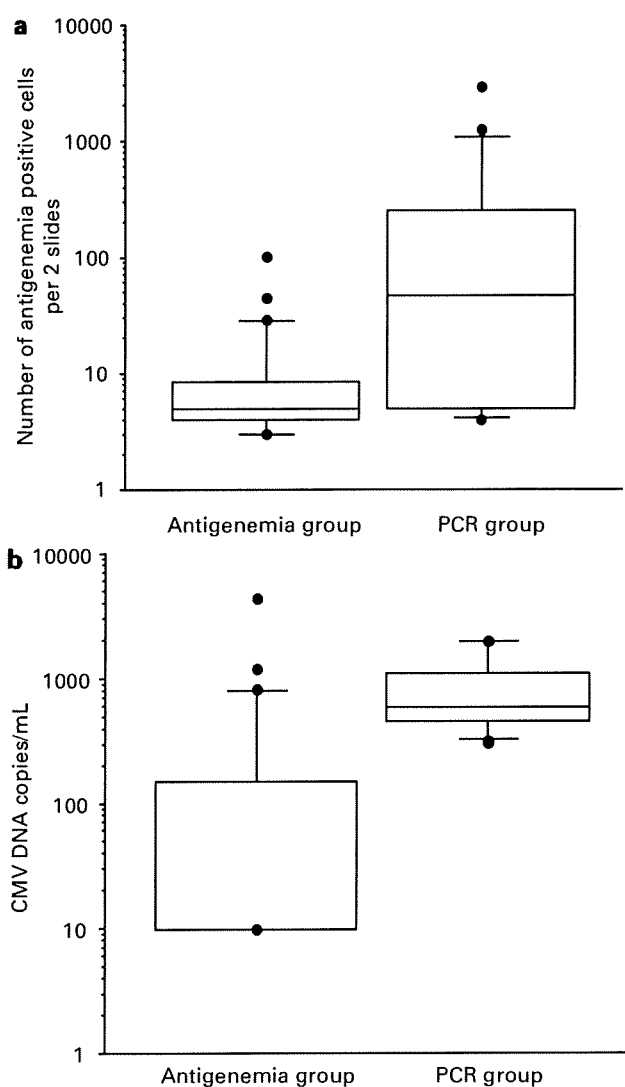 a
Number of antigenemia positive cells
per 2 slides
10000
1000
100
10
1
Antigenemia group
PCR group
b
CMV DNA copies/mL
10000
1000
100
10
1
Antigenemia group
PCR group